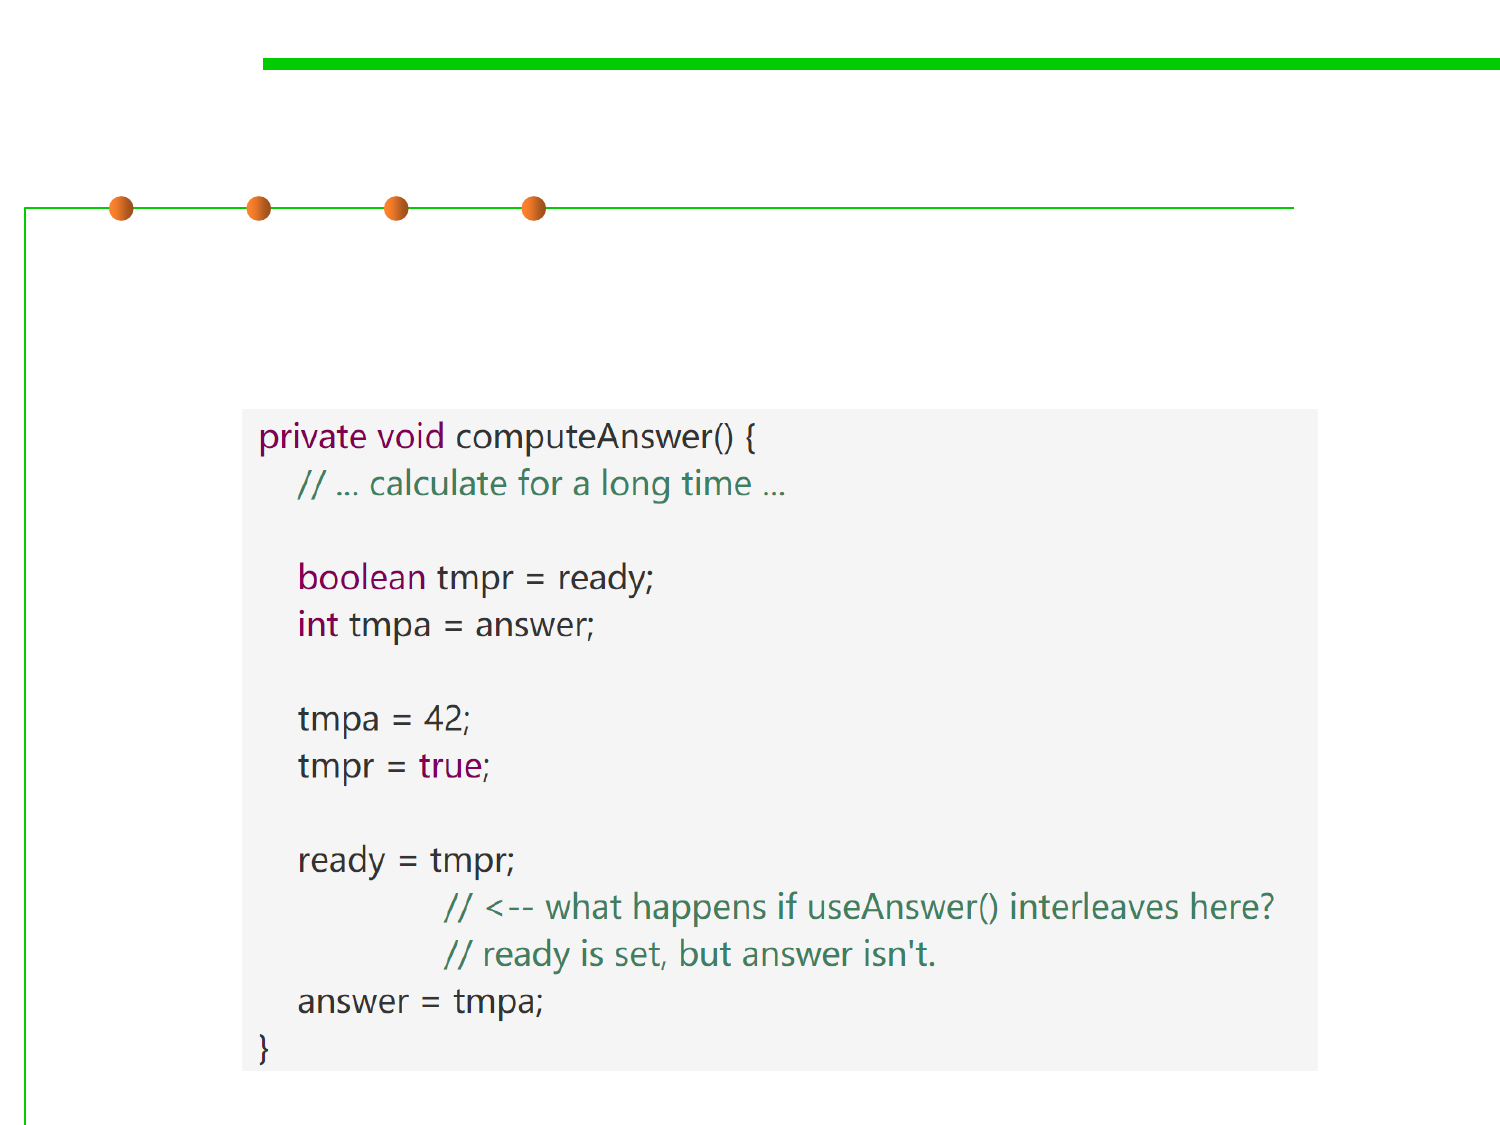 private void computeAnswer() {
// ... calculate for a long time ...
boolean tmpr = ready;
int tmpa = answer;
tmpa = 42;
tmpr = true;
ready = tmpr;
// <-- what happens if useAnswer() interleaves here?
// ready is set, but answer isn't.
answer = tmpa;
}